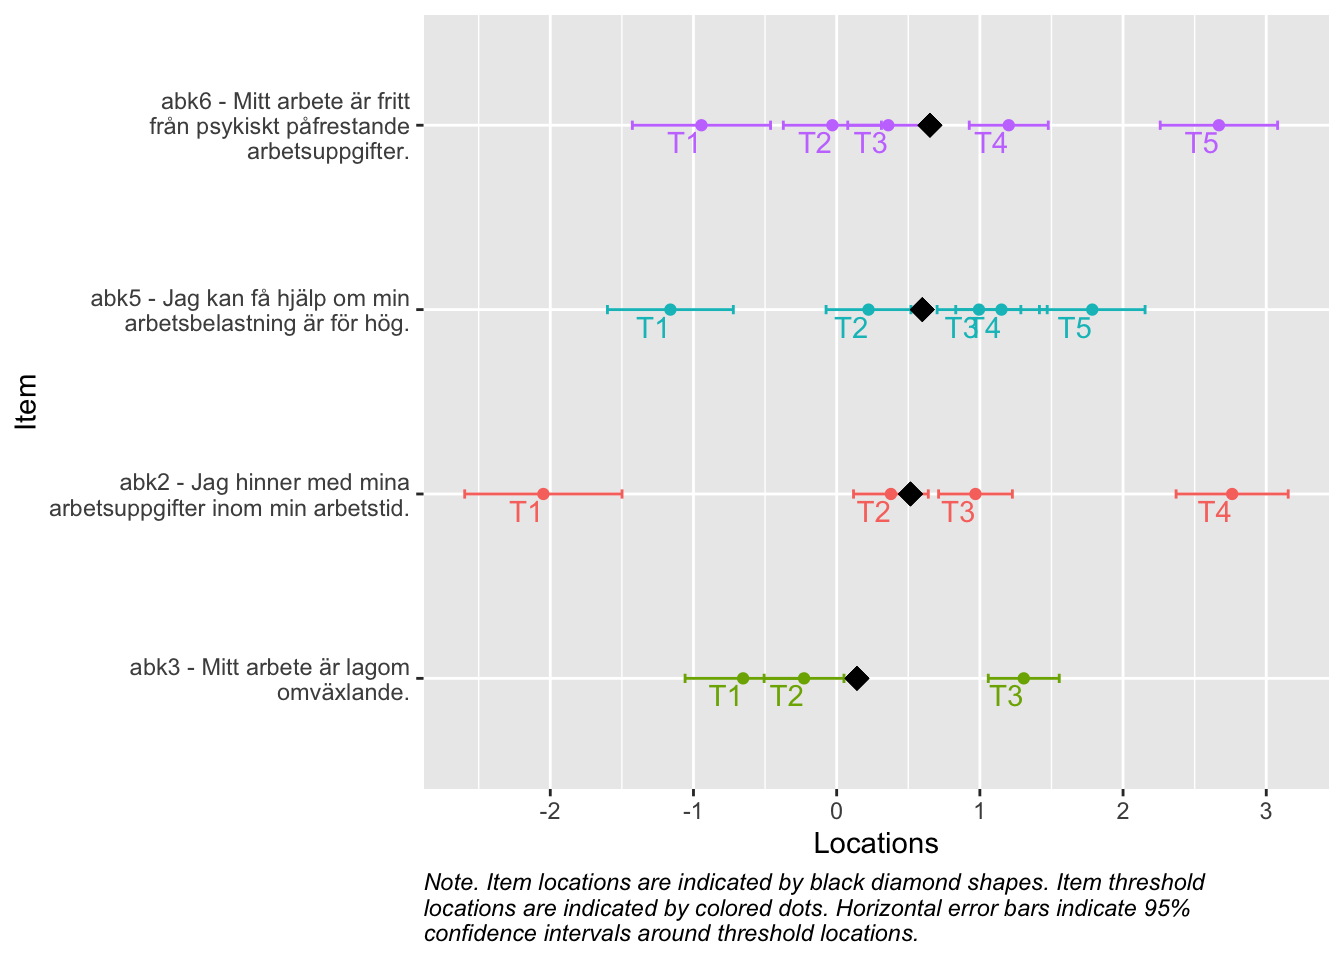 abk6 - Mitt arbete är fritt
från psykiskt påfrestande
arbetsuppgifter.
T1
T2
T3
T4
T5
abk5 - Jag kan få hjälp om min
arbetsbelastning är för hög.
T1
T2
T3
T4
T5
Item
abk2 - Jag hinner med mina
arbetsuppgifter inom min arbetstid.
T1
T2
T3
T4
abk3 - Mitt arbete är lagom
omväxlande.
T1
T2
T3
-2
-1
0
1
2
3
Locations
Note. Item locations are indicated by black diamond shapes. Item threshold
locations are indicated by colored dots. Horizontal error bars indicate 95%
confidence intervals around threshold locations.